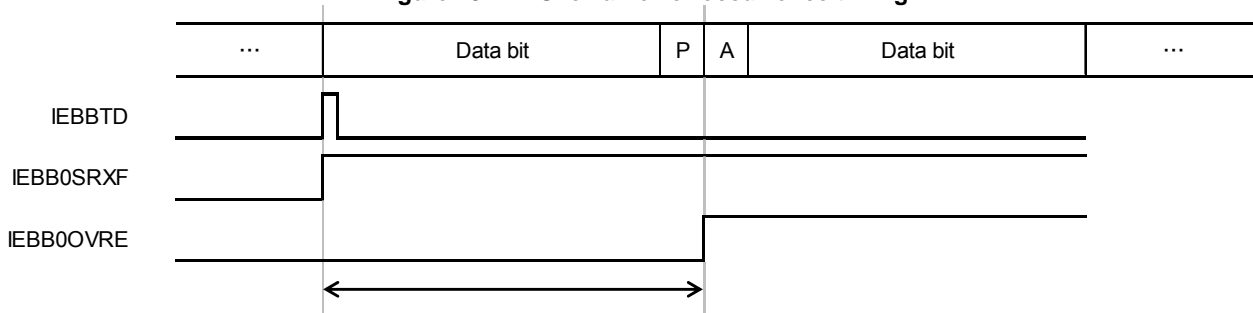 … Data bit P A Data bit …
IEBBTD
IEBB0SRXF
IEBB0OVRE